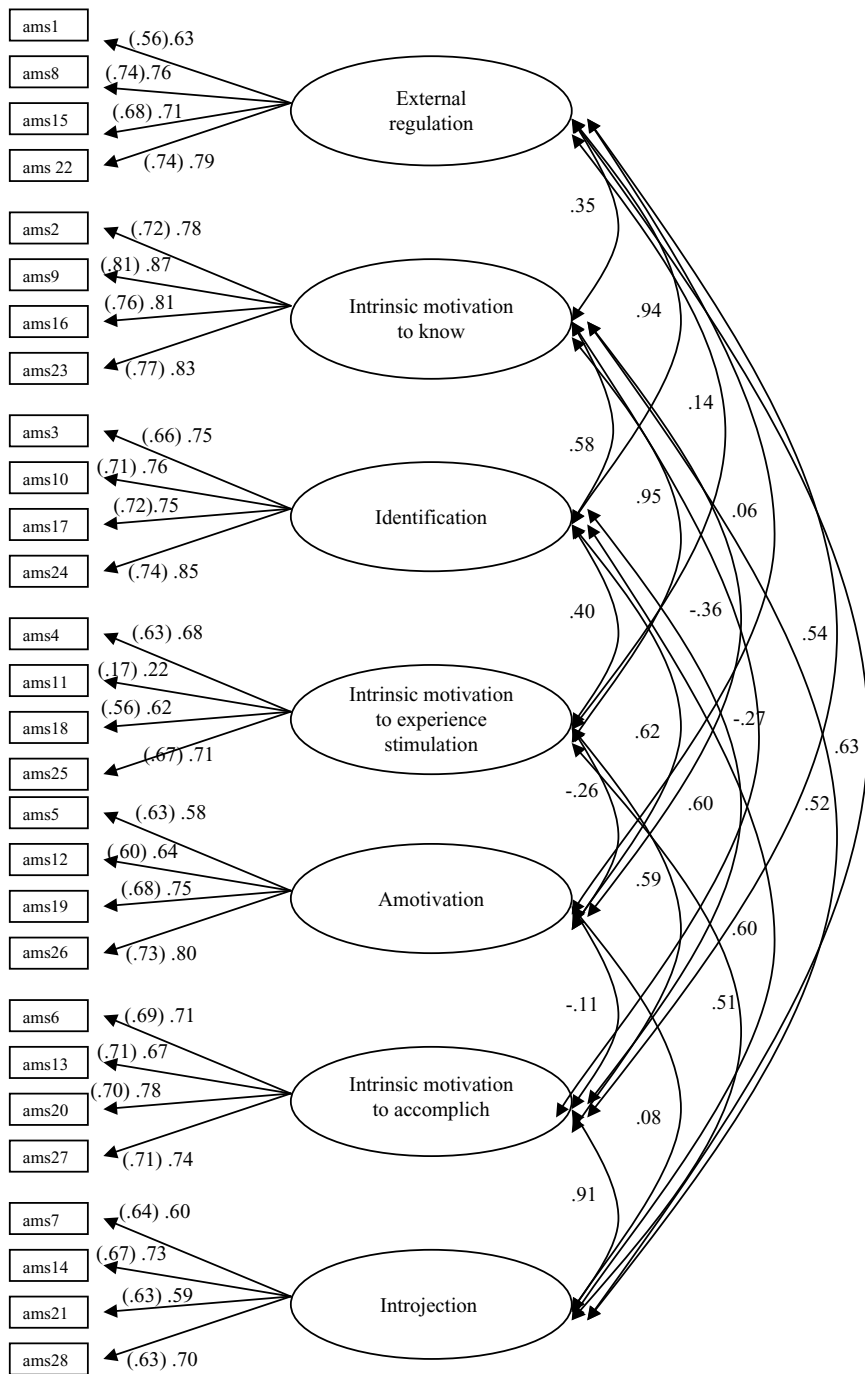 ams1
(.56).63
ams8
(.74).76
ams15
(.68) .71
ams 22
(.74) .79
External
regulation
.35
ams2
(.72) .78
ams9
(.81) .87
ams16
(.76) .81
ams23
(.77) .83
Intrinsic motivation
to know
.94
.14
.58
ams3
(.66) .75
ams10
(.71) .76
ams17
(.72).75
ams24
(.74) .85
Identification
.95
.06
.40
-.36
.54
ams4
(.63) .68
ams11
(.17) .22
ams18
(.56) .62
ams25
(.67) .71
Intrinsic motivation
to experience
stimulation
-.27
.62
.63
-.26
.60
.52
ams5
(.63) .58
ams12
(.60) .64
ams19
(.68) .75
ams26
(.73) .80
Amotivation
.59
.60
-.11
.51
ams6
(.69) .71
ams13
(.71) .67
ams20
(.70) .78
ams27
(.71) .74
Intrinsic motivation
to accomplich
.08
.91
ams7
(.64) .60
ams14
(.67) .73
ams21
(.63) .59
ams28
(.63) .70
Introjection